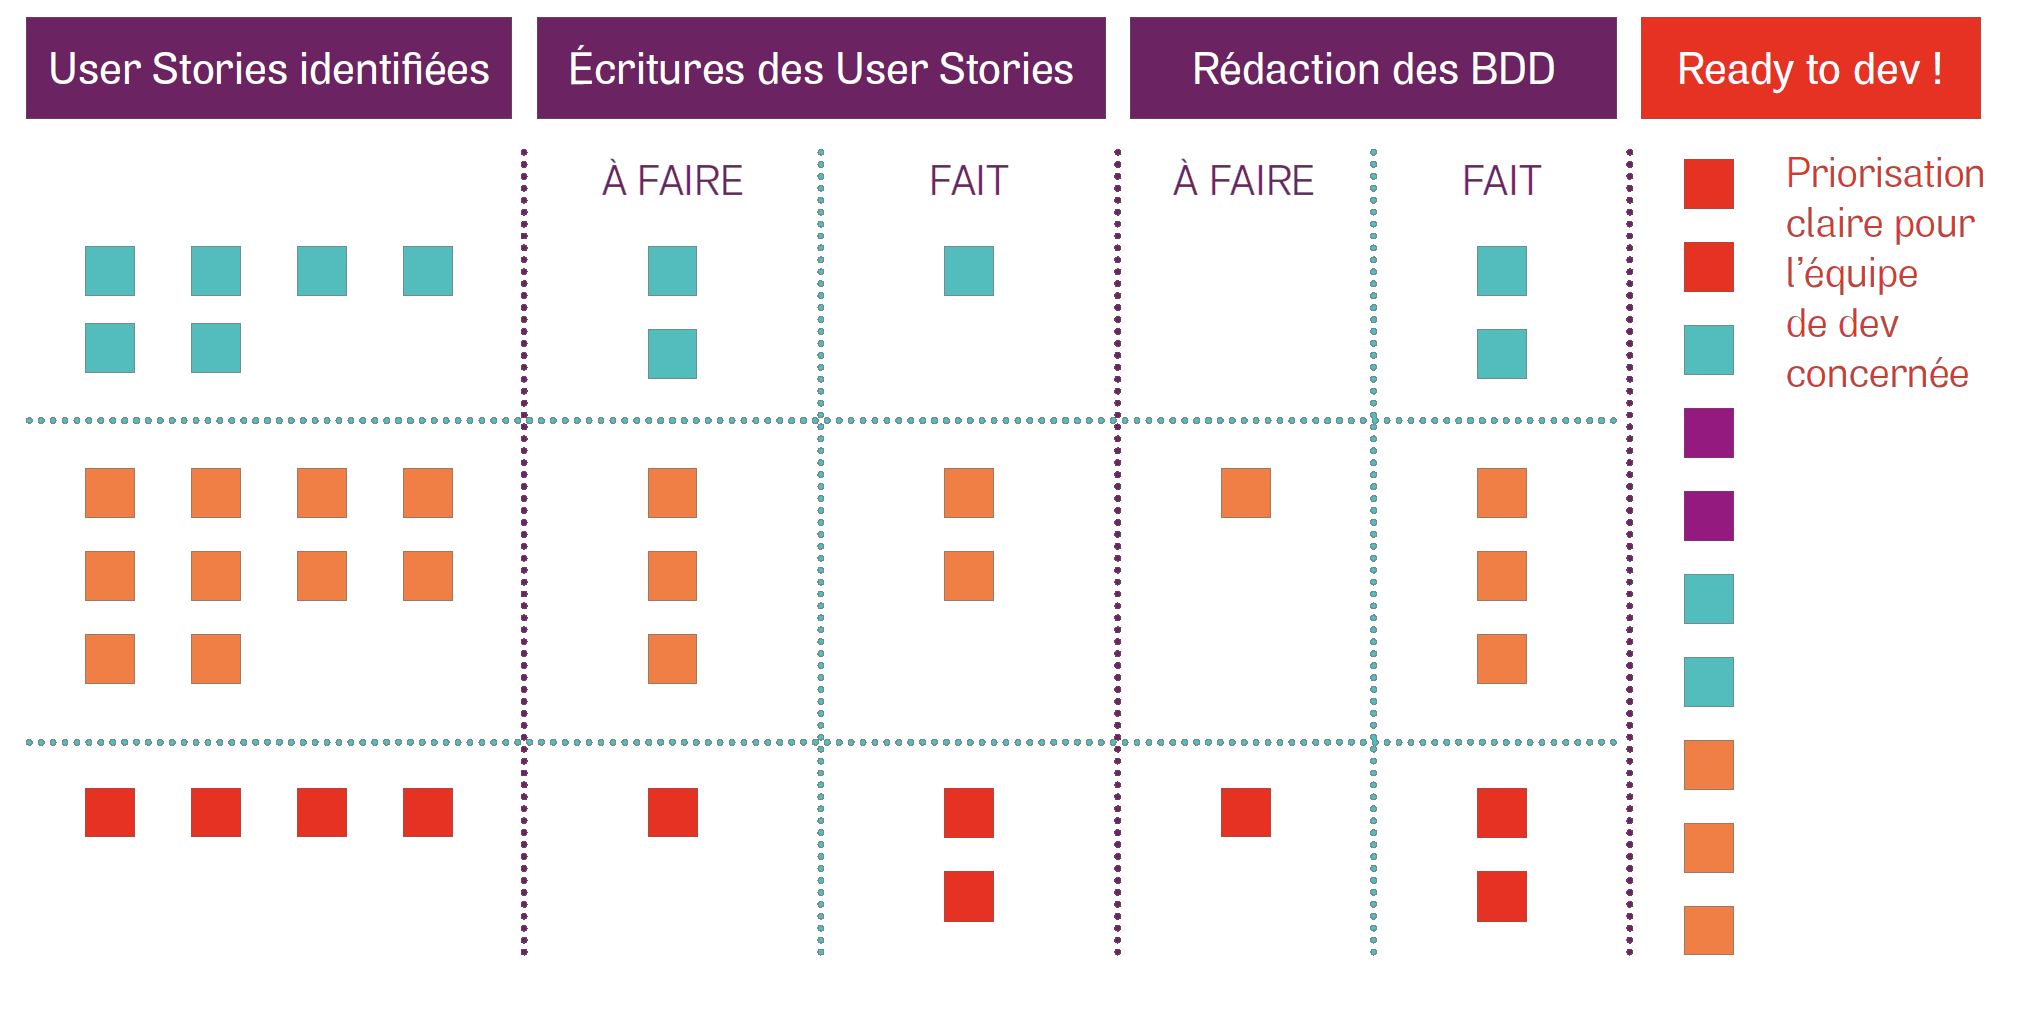 User Stories identifiées
Écritures des User Stories
Rédaction des BDD
Ready to dev !
À FAIRE
FAIT
À FAIRE
FAIT
Priorisation
claire pour
l’équipe
de dev
concernée